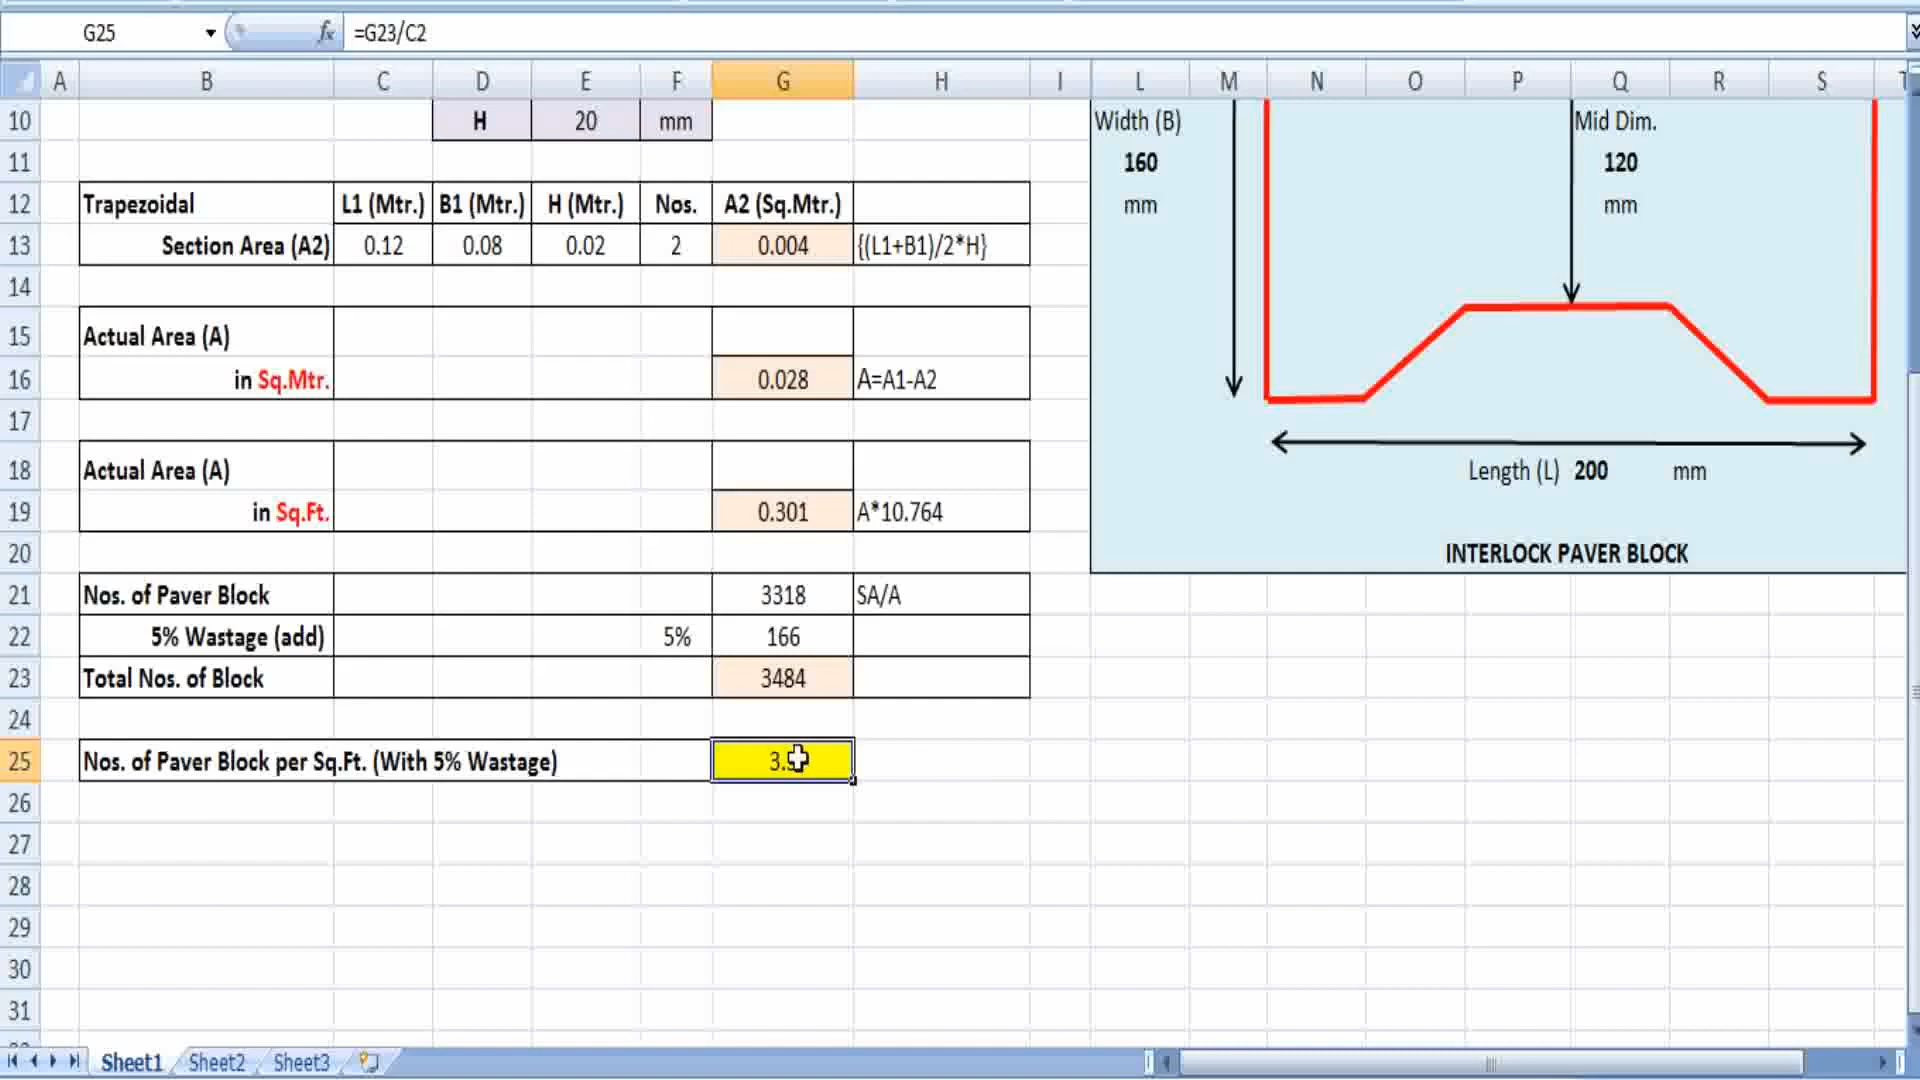 G25 fx =G23/C2
A B C D E F G H I L M N O P Q R S
10 H 20 mm Width (B) Mid Dim.
11 160 120
12 Trapezoidal L1 (Mtr.) B1 (Mtr.) H (Mtr.) Nos. A2 (Sq.Mtr.) mm mm
13 Section Area (A2) 0.12 0.08 0.02 2 0.004 {(L1+B1)/2*H}
14
15 Actual Area (A)
16 in Sq.Mtr. 0.028 A=A1-A2
17
18 Actual Area (A) Length (L) 200 mm
19 in Sq.Ft. 0.301 A*10.764
20 INTERLOCK PAVER BLOCK
21 Nos. of Paver Block 3318 SA/A
22 5% Wastage (add) 5% 166
23 Total Nos. of Block 3484
24
25 Nos. of Paver Block per Sq.Ft. (With 5% Wastage)
26
27
28
29
30
31
Sheet1 Sheet2 Sheet3